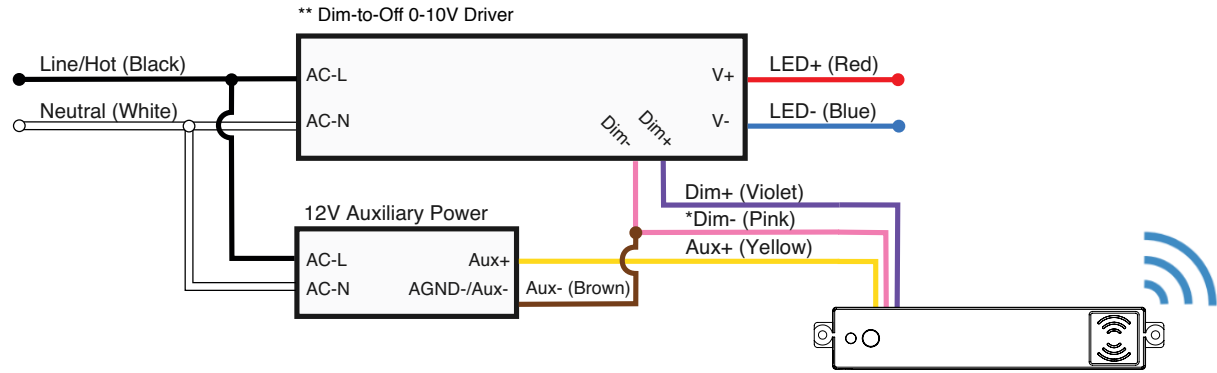 ** Dim-to-Off 0-10V Driver
Line/Hot (Black)
AC-L
V+
LED+ (Red)
Neutral (White)
AC-N
Dim-
Dim+
V-
LED- (Blue)
Dim+ (Violet)
12V Auxiliary Power
*Dim- (Pink)
AC-L
Aux+
Aux+ (Yellow)
AC-N
AGND-/Aux-
Aux- (Brown)